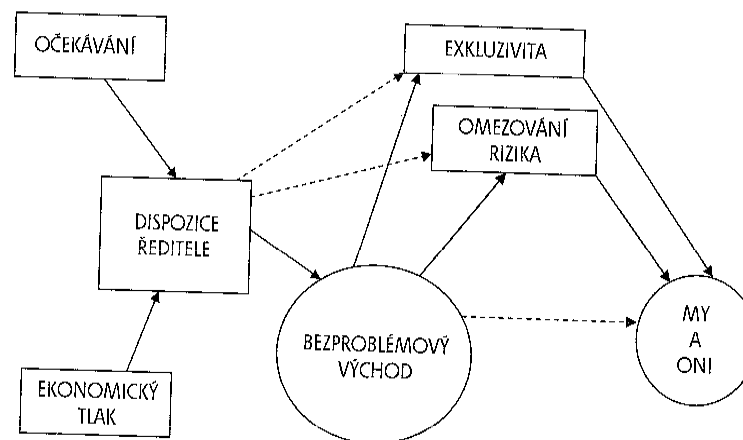 OČEKÁVÁNÍ
EXKLUZIVITA
OMEZOVÁNÍ
RIZIKA
DISPOZICE
ŘEDITELE
BEZPROBLÉMOVÝ
VÝCHOD
MY
A
ONI
EKONOMICKÝ
TLAK